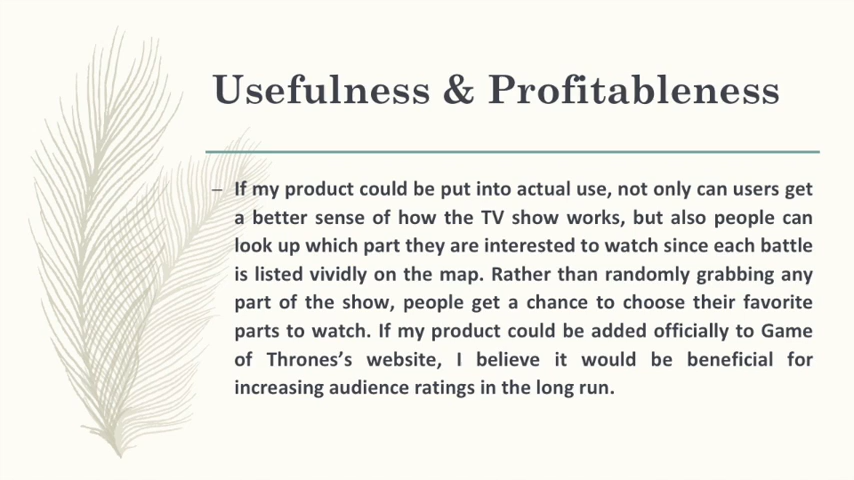 Usefulness & Profitableness
– If my product could be put into actual use, not only can users get
a better sense of how the TV show works, but also people can
look up which part they are interested to watch since each battle
is listed vividly on the map. Rather than randomly grabbing any
part of the show, people get a chance to choose their favorite
parts to watch. If my product could be added officially to Game
of Thrones’s website, I believe it would be beneficial for
increasing audience ratings in the long run.